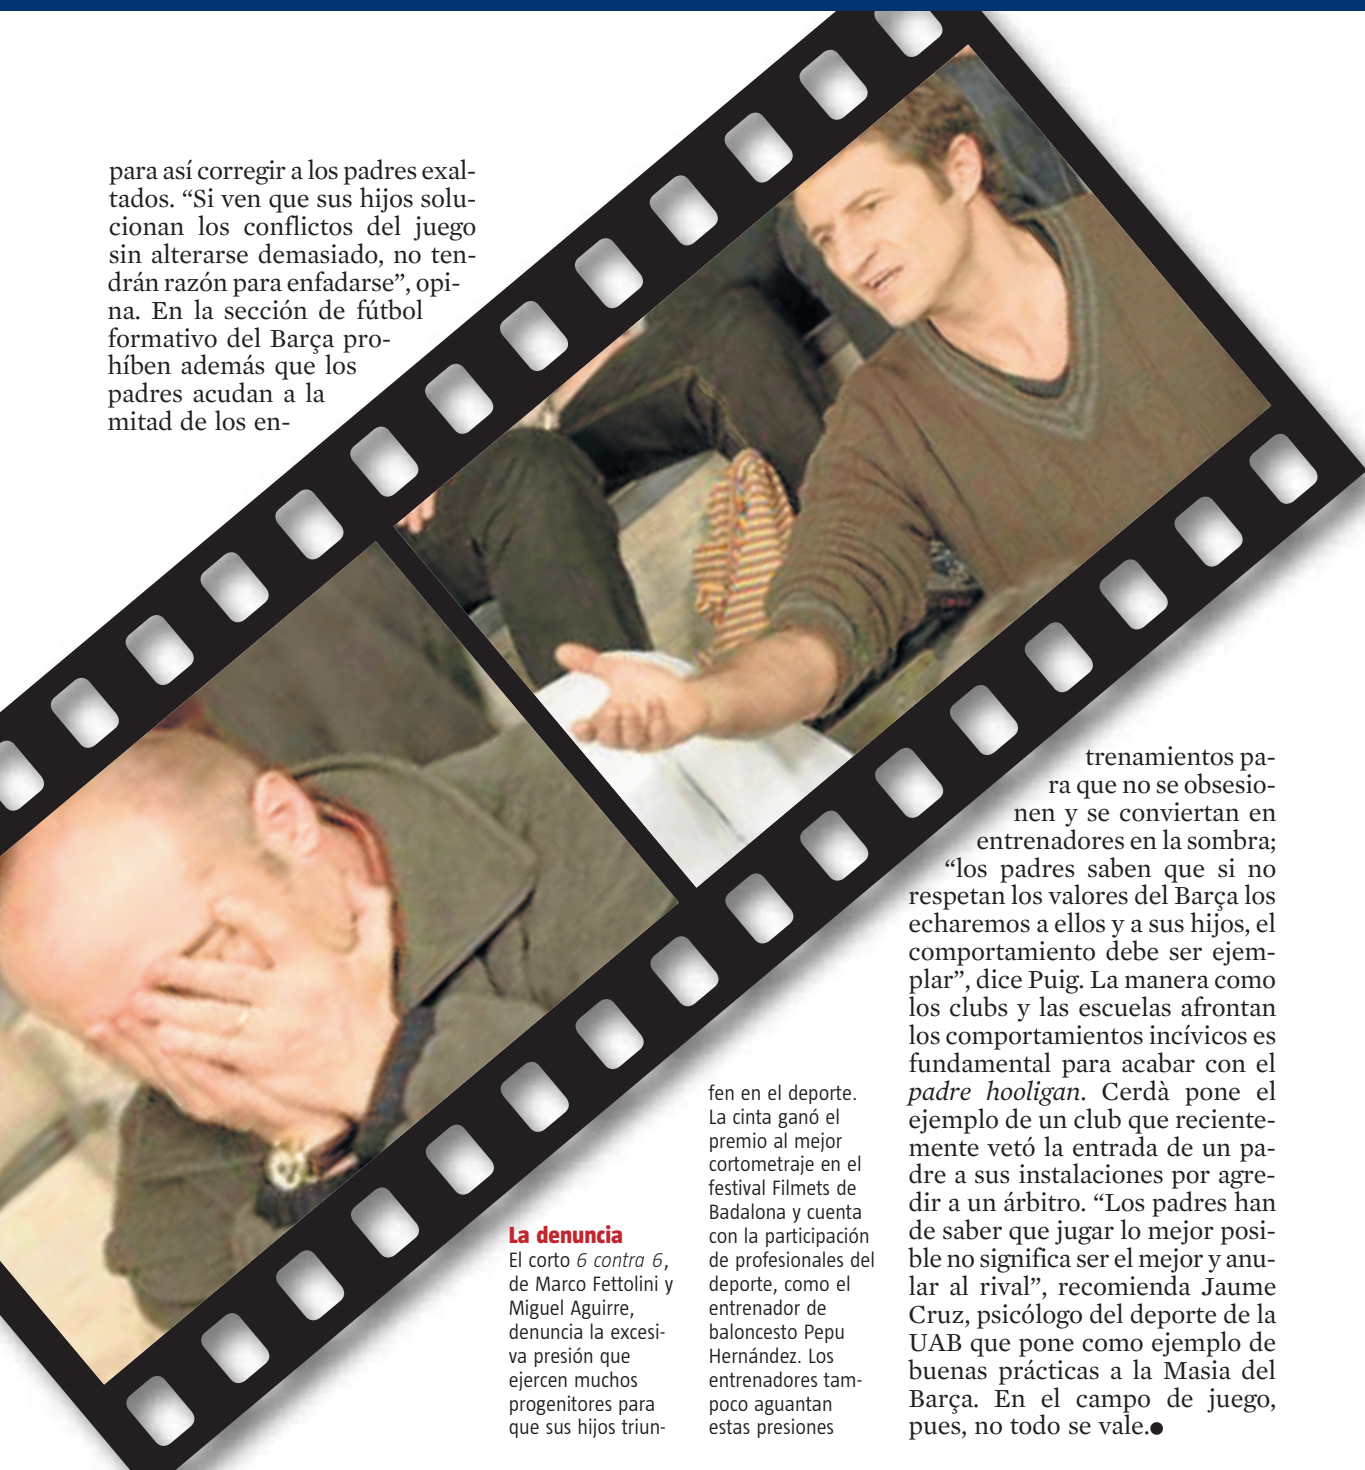 para así corregir a los padres exal-
tados. “Si ven que sus hijos solu-
cionan los conflictos del juego
sin alterarse demasiado, no ten-
drán razón para enfadarse”, opi-
na. En la sección de fútbol
formativo del Barça pro-
híben además que los
padres acudan a la
mitad de los en-
trenamientos pa-
ra que no se obsesio-
nen y se conviertan en
entrenadores en la sombra;
“los padres saben que si no
respetan los valores del Barça los
echaremos a ellos y a sus hijos, el
comportamiento debe ser ejem-
plar”, dice Puig. La manera como
los clubs y las escuelas afrontan
los comportamientos incívicos es
fundamental para acabar con el
padre hooligan. Cerdà pone el
ejemplo de un club que reciente-
mente vetó la entrada de un pa-
dre a sus instalaciones por agre-
dir a un árbitro. “Los padres han
de saber que jugar lo mejor posi-
ble no significa ser el mejor y anu-
lar al rival”, recomienda Jaume
Cruz, psicólogo del deporte de la
UAB que pone como ejemplo de
buenas prácticas a la Masia del
Barça. En el campo de juego,
pues, no todo se vale.●
La denuncia
El corto 6 contra 6,
de Marco Fettolini y
Miguel Aguirre,
denuncia la excesi-
va presión que
ejercen muchos
progenitores para
que sus hijos triun-
fen en el deporte.
La cinta ganó el
premio al mejor
cortometraje en el
festival Filmets de
Badalona y cuenta
con la participación
de profesionales del
deporte, como el
entrenador de
baloncesto Pepu
Hernández. Los
entrenadores tam-
poco aguantan
estas presiones